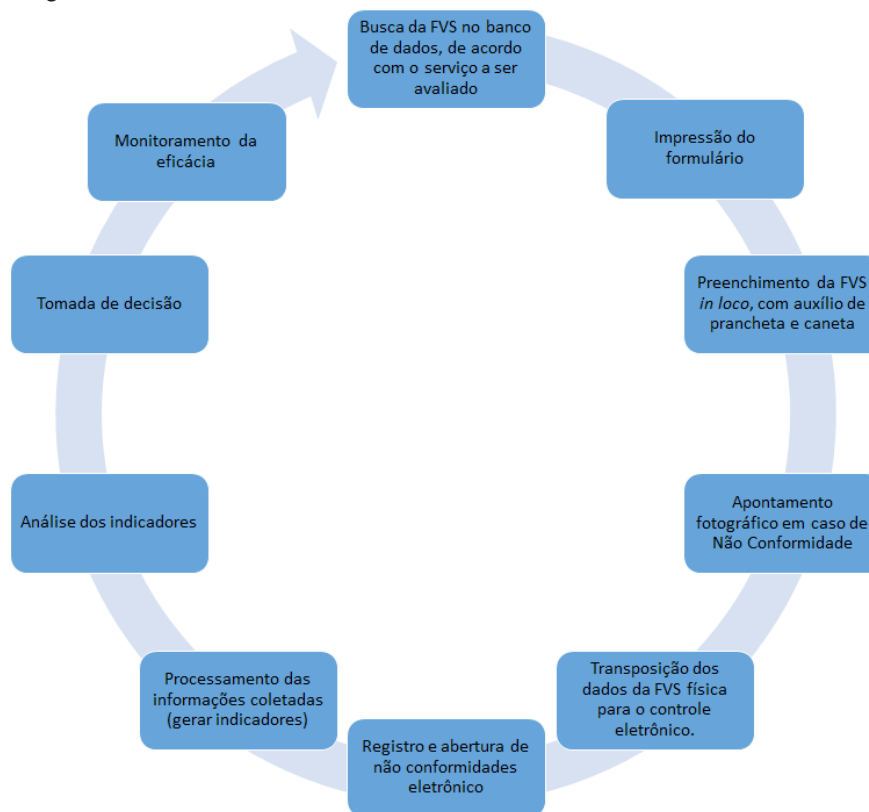 Busca da FVS no banco
de dados, de acordo
com o serviço a ser
avaliado
Impressão do
formulário
Preenchimento da FVS
in loco, com auxílio de
prancheta e caneta
Apontamento
fotográfico em caso de
Não Conformidade
Transposição dos
dados da FVS física
para o controle
eletrônico.
Registro e abertura de
não conformidades
eletrônico
Processamento das
informações coletadas
(gerar indicadores)
Análise dos indicadores
Tomada de decisão
Monitoramento da
eficácia